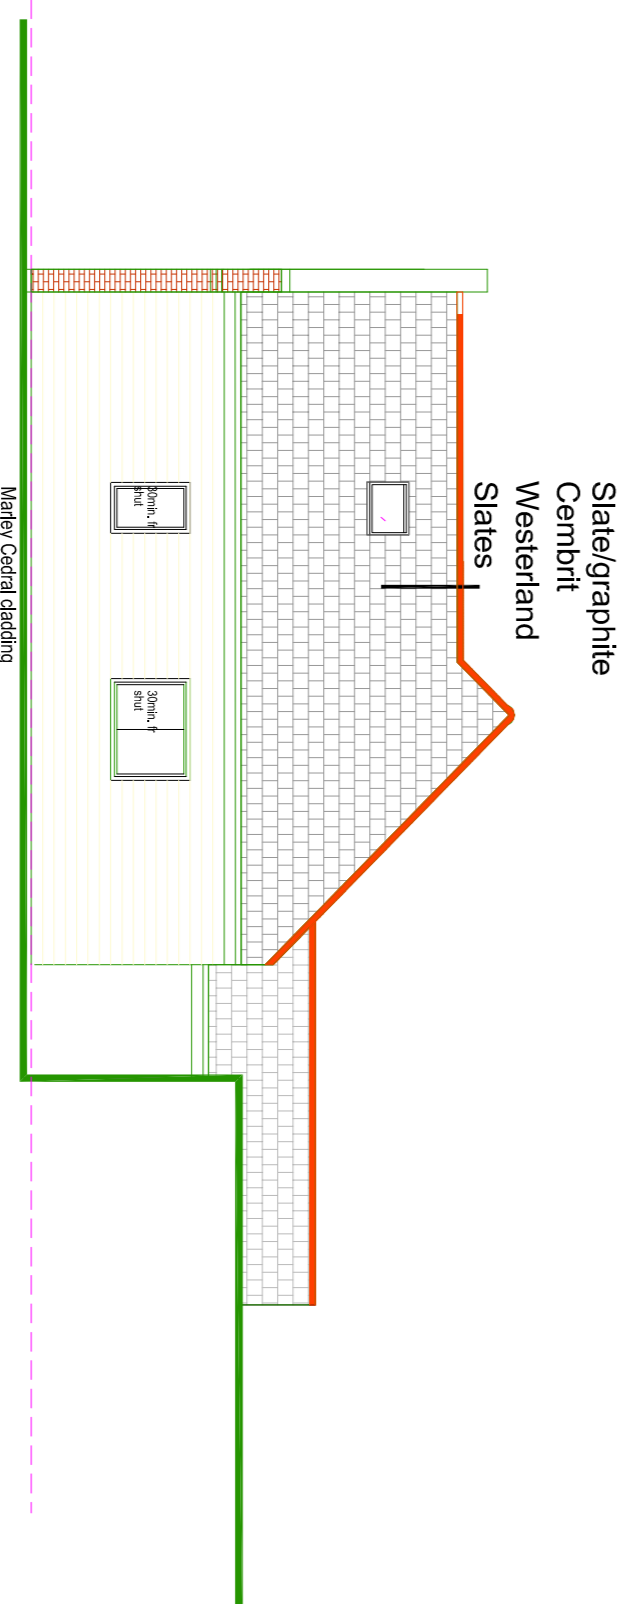 Slate/graphite
Cembrit
Westerland
Slates
30min. fr
shut
30min. fr
shut
Marley Cedral cladding